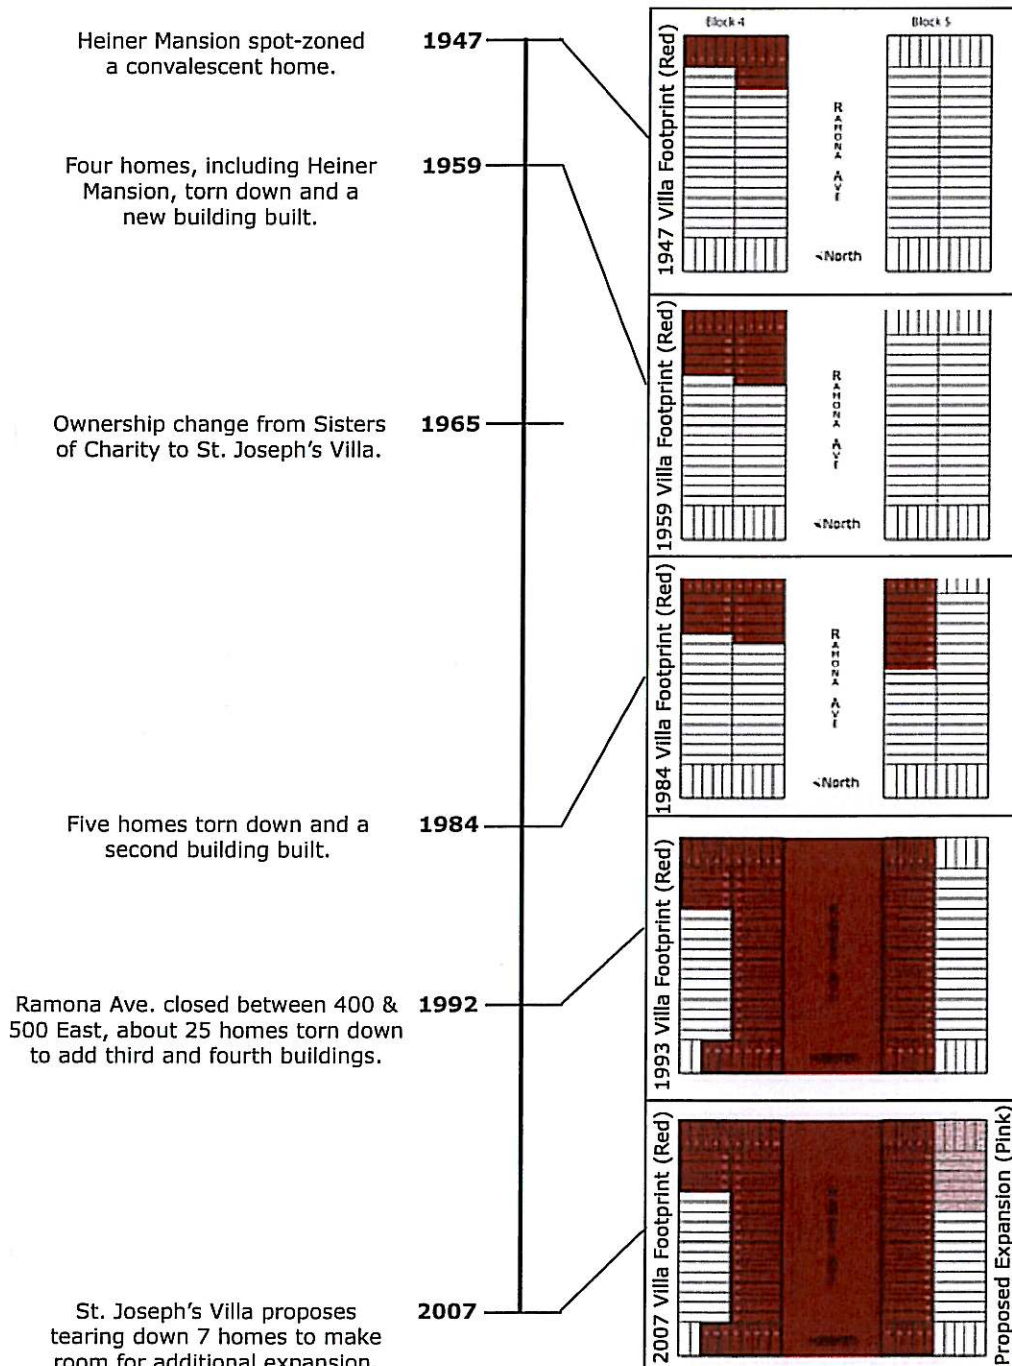 Heiner Mansion spot-zoned
a convalescent home.
1947
Four homes, including Heiner
Mansion, torn down and a
new building built.
1959
Ownership change from Sisters
of Charity to St. Joseph's Villa.
1965
Five homes torn down and a
second building built.
1984
Ramona Ave. closed between 400 &
500 East, about 25 homes torn down
to add third and fourth buildings.
1992
St. Joseph's Villa proposes
tearing down 7 homes to make
room for additional expansion.
2007
1947 Villa Footprint (Red)
Block 4
Block 5
RAMONA AVE
North
1959 Villa Footprint (Red)
RAMONA AVE
North
1984 Villa Footprint (Red)
RAMONA AVE
North
1993 Villa Footprint (Red)
2007 Villa Footprint (Red)
Proposed Expansion (Pink)